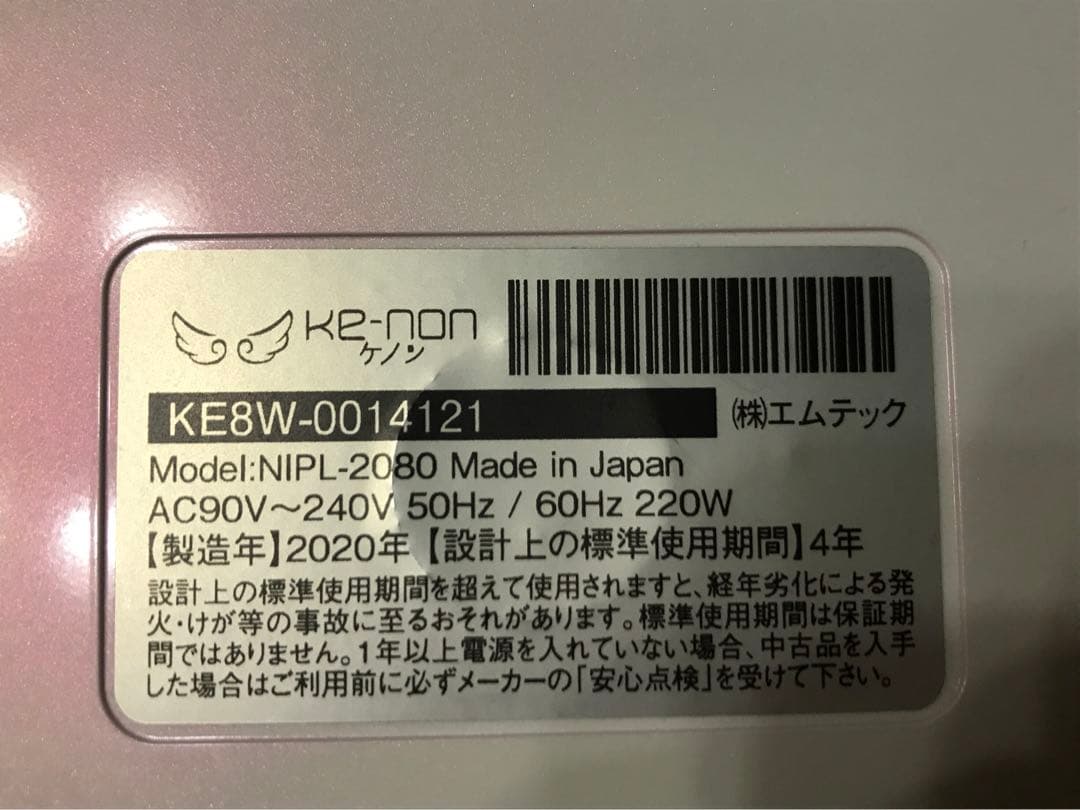 Ke-non
ケノン
KE8W-0014121
㈱エムテック
Model:NIPL-2080 Made in Japan
AC90V～240V 50Hz / 60Hz 220W
【製造年】2020年【設計上の標準使用期間】4年
設計上の標準使用期間を超えて使用されますと、経年劣化による発
火・けが等の事故に至るおそれがあります。標準使用期間は保証期
間ではありません。1年以上電源を入れていない場合、中古品を入手
した場合はご利用前に必ずメーカーの「安心点検」を受けて下さい。